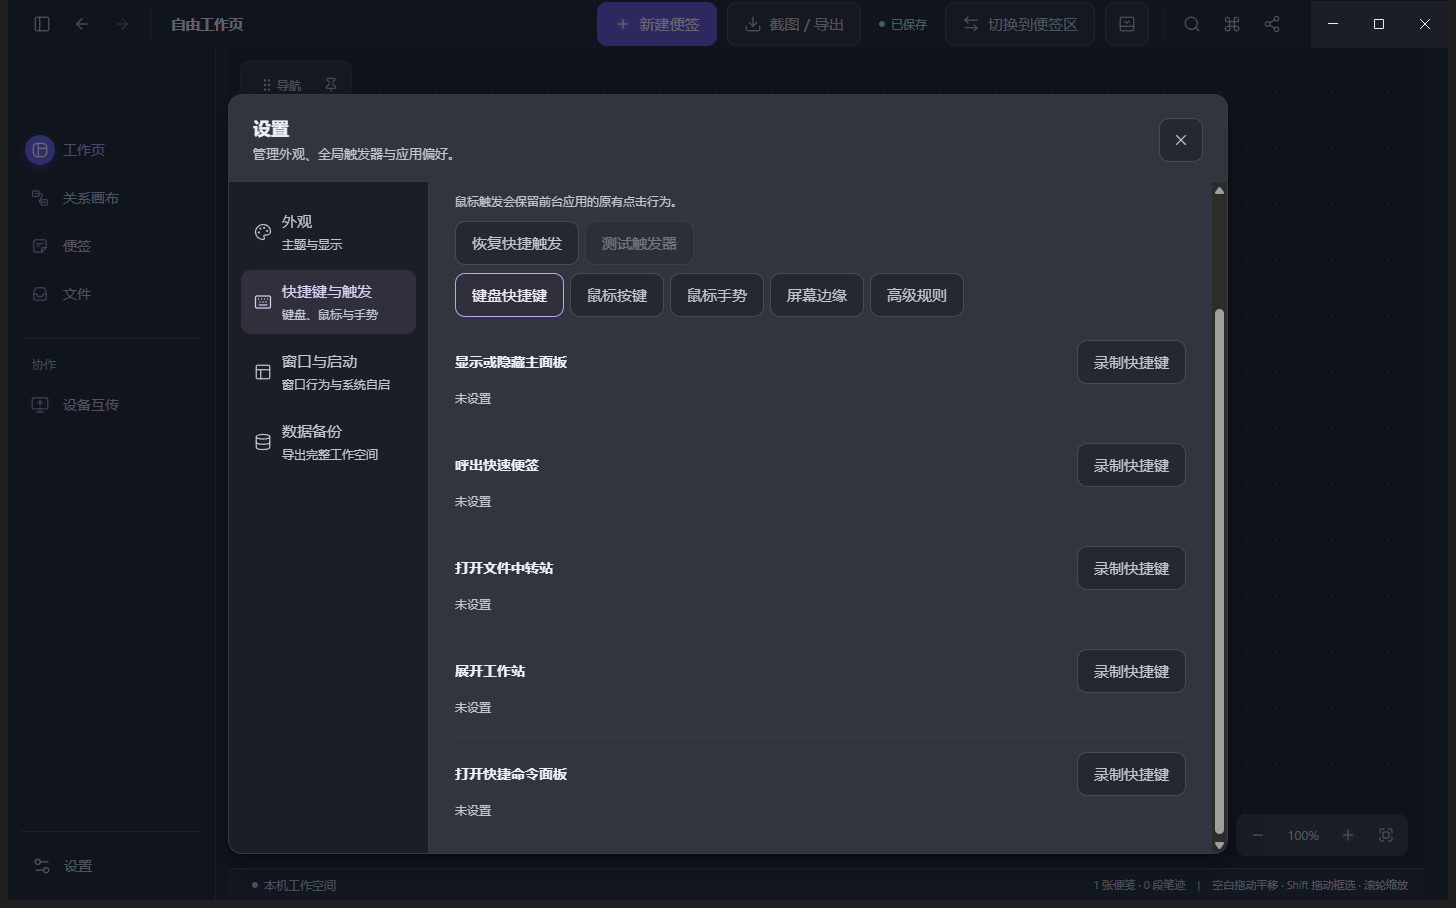 自由工作页
新建便签
截图 / 导出
已保存
切换到便签区
导航
工作页
关系画布
便签
文件
协作
设备互传
设置
设置
管理外观、全局触发器与应用偏好。
外观
主题与显示
快捷键与触发
键盘、鼠标与手势
窗口与启动
窗口行为与系统自启
数据备份
导出完整工作空间
鼠标触发会保留前台应用的原有点击行为。
恢复快捷触发
测试触发器
键盘快捷键
鼠标按键
鼠标手势
屏幕边缘
高级规则
显示或隐藏主面板
未设置
录制快捷键
呼出快速便签
未设置
录制快捷键
打开文件中转站
未设置
录制快捷键
展开工作站
未设置
录制快捷键
打开快捷命令面板
未设置
录制快捷键
100%
本机工作空间
1 张便笺 · 0 段笔迹 | 空白拖动平移 · Shift 拖动框选 · 滚轮缩放